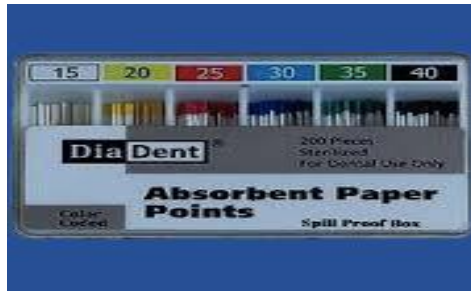 15 20 25 30 35 40
DiaDent®
200 Pieces
Sterilized
For Dental Use Only
Absorbent Paper
Points
Color
Coded
Spill Proof Box